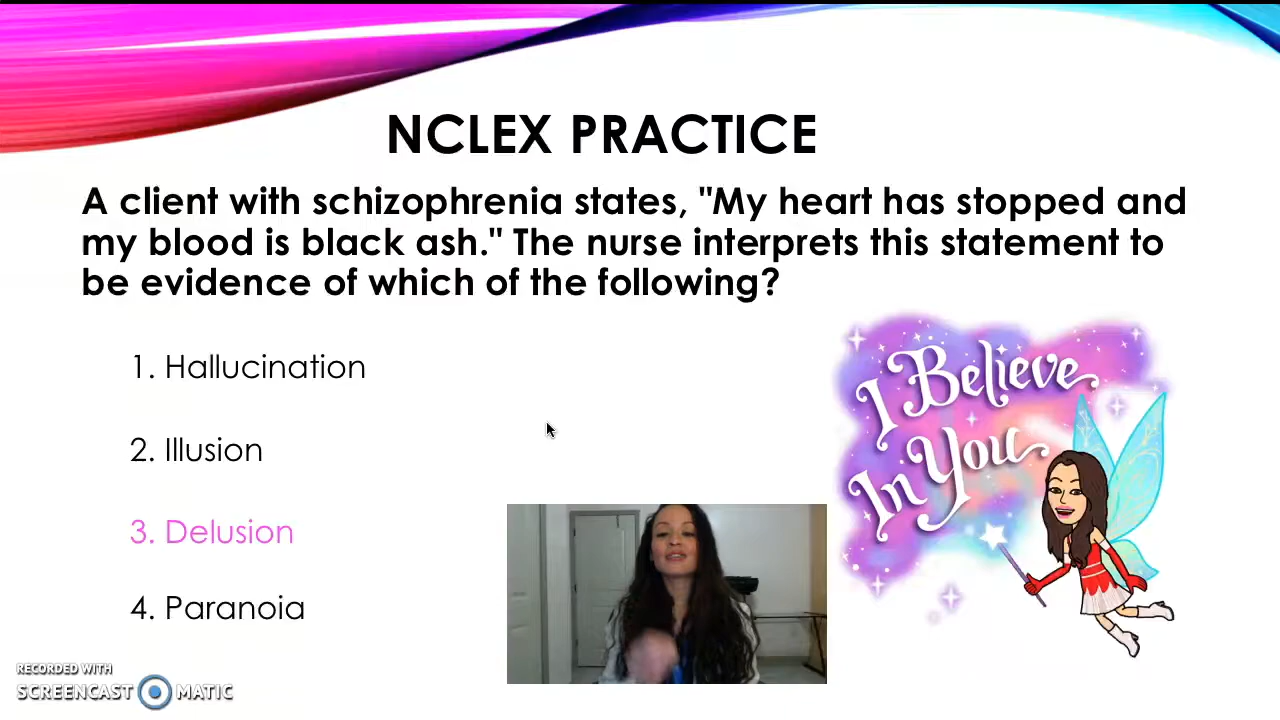 NCLEX PRACTICE
A client with schizophrenia states, "My heart has stopped and
my blood is black ash." The nurse interprets this statement to
be evidence of which of the following?
1. Hallucination
2. Illusion
3. Delusion
4. Paranoia
I Believe
In You
RECORDED WITH
SCREENCAST MATIC